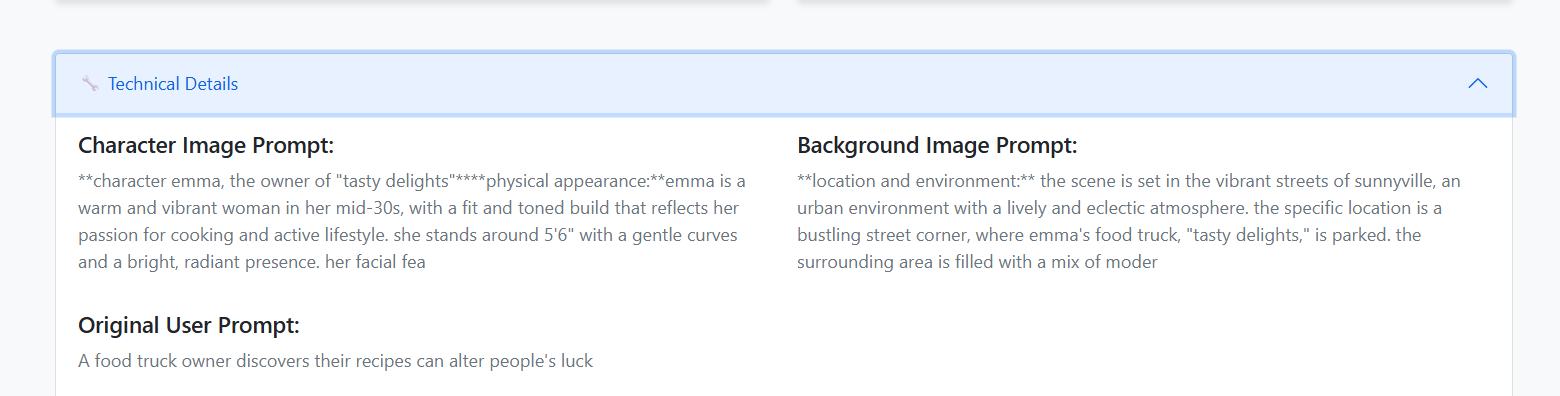 Technical Details
Character Image Prompt:
**character emma, the owner of "tasty delights"****physical appearance:**emma is a
warm and vibrant woman in her mid-30s, with a fit and toned build that reflects her
passion for cooking and active lifestyle. she stands around 5'6" with a gentle curves
and a bright, radiant presence. her facial fea
Background Image Prompt:
**location and environment:** the scene is set in the vibrant streets of sunnyville, an
urban environment with a lively and eclectic atmosphere. the specific location is a
bustling street corner, where emma's food truck, "tasty delights," is parked. the
surrounding area is filled with a mix of moder
Original User Prompt:
A food truck owner discovers their recipes can alter people's luck